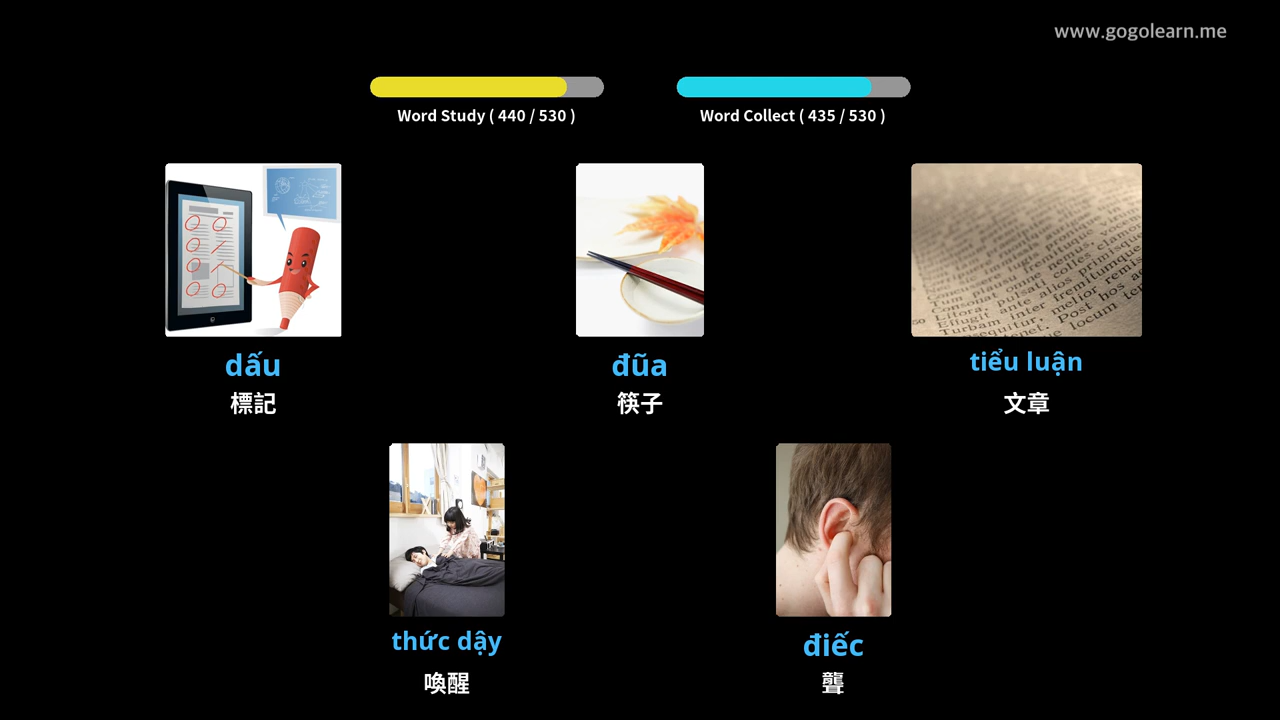 www.gogolearn.me
Word Study ( 440 / 530 )
Word Collect ( 435 / 530 )
dấu
標記
đũa
筷子
tiểu luận
文章
thức dậy
喚醒
điếc
聾